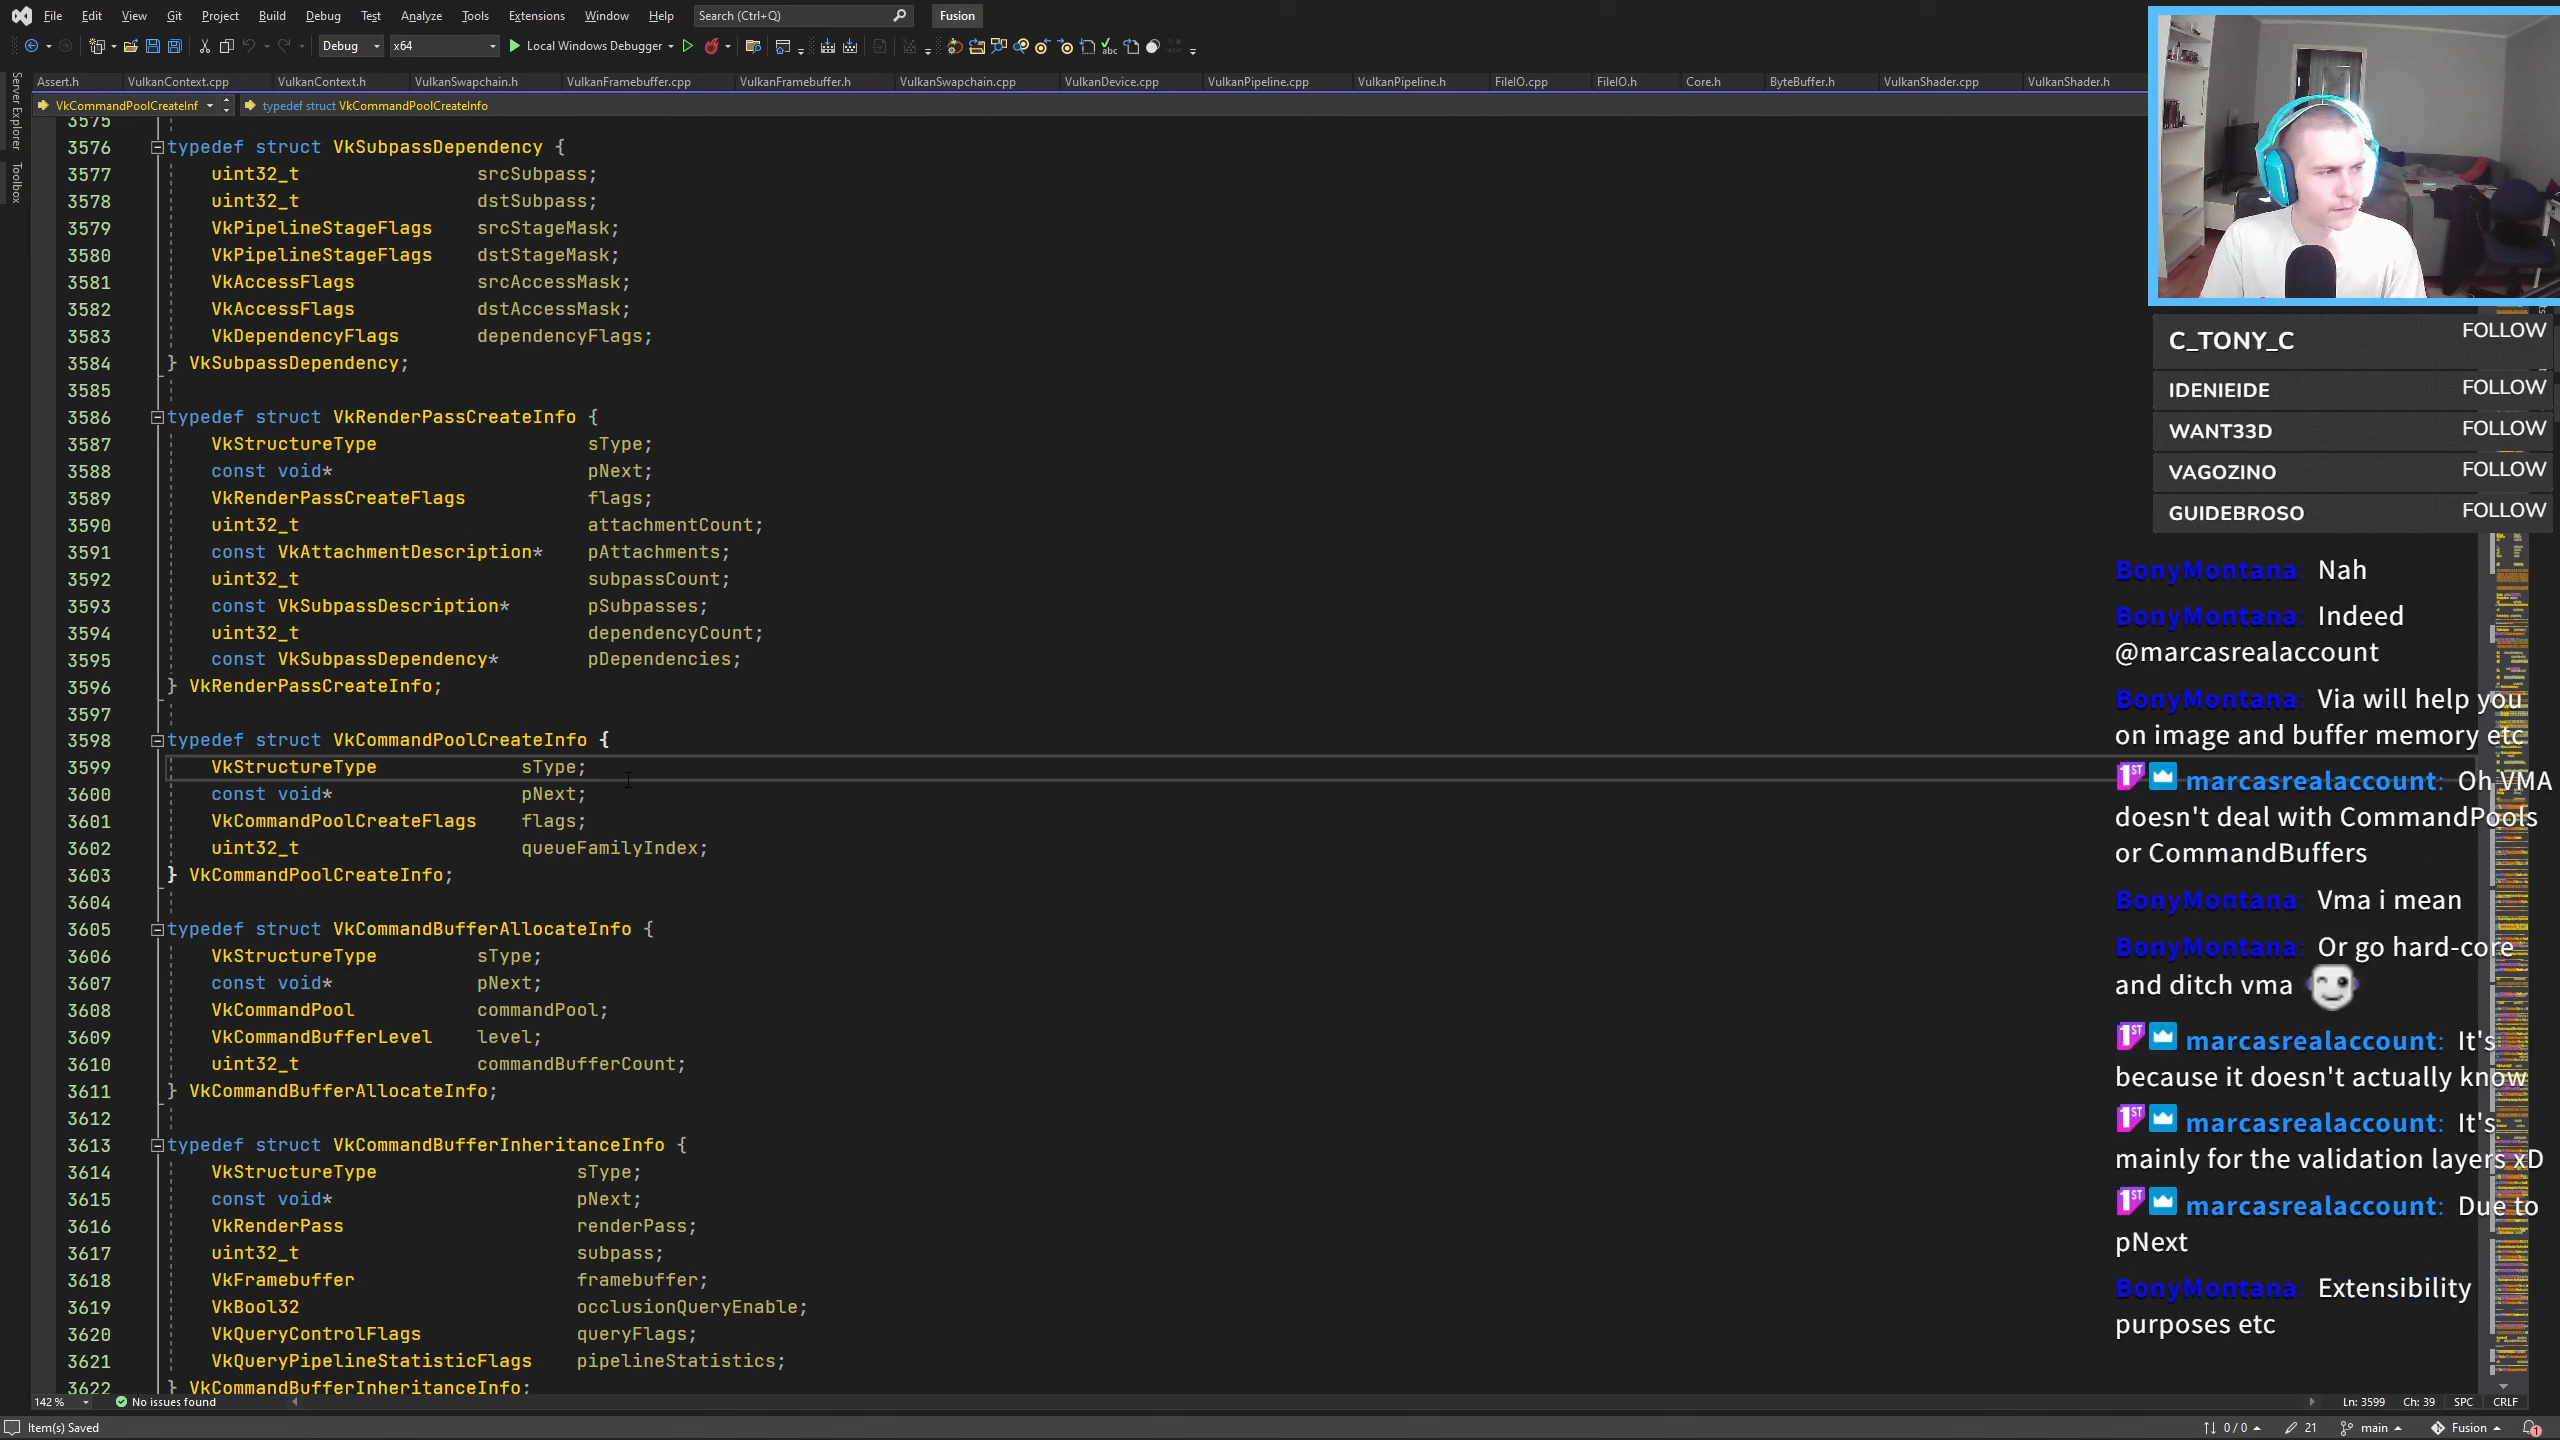 File Edit View Git Project Build Debug Test Analyze Tools Extensions Window Help Search (Ctrl+Q) Fusion
Debug x64 Local Windows Debugger
Assert.h VulkanContext.cpp VulkanContext.h VulkanSwapchain.h VulkanFramebuffer.cpp VulkanFramebuffer.h VulkanSwapchain.cpp VulkanDevice.cpp VulkanPipeline.cpp VulkanPipeline.h FileIO.cpp FileIO.h Core.h ByteBuffer.h VulkanShader.cpp VulkanShader.h
VkCommandPoolCreateInf typedef struct VkCommandPoolCreateInfo
Server Explorer
Toolbox
3575
3576 typedef struct VkSubpassDependency {
3577 uint32_t srcSubpass;
3578 uint32_t dstSubpass;
3579 VkPipelineStageFlags srcStageMask;
3580 VkPipelineStageFlags dstStageMask;
3581 VkAccessFlags srcAccessMask;
3582 VkAccessFlags dstAccessMask;
3583 VkDependencyFlags dependencyFlags;
3584 } VkSubpassDependency;
3585
3586 typedef struct VkRenderPassCreateInfo {
3587 VkStructureType sType;
3588 const void* pNext;
3589 VkRenderPassCreateFlags flags;
3590 uint32_t attachmentCount;
3591 const VkAttachmentDescription* pAttachments;
3592 uint32_t subpassCount;
3593 const VkSubpassDescription* pSubpasses;
3594 uint32_t dependencyCount;
3595 const VkSubpassDependency* pDependencies;
3596 } VkRenderPassCreateInfo;
3597
3598 typedef struct VkCommandPoolCreateInfo {
3599 VkStructureType sType;
3600 const void* pNext;
3601 VkCommandPoolCreateFlags flags;
3602 uint32_t queueFamilyIndex;
3603 } VkCommandPoolCreateInfo;
3604
3605 typedef struct VkCommandBufferAllocateInfo {
3606 VkStructureType sType;
3607 const void* pNext;
3608 VkCommandPool commandPool;
3609 VkCommandBufferLevel level;
3610 uint32_t commandBufferCount;
3611 } VkCommandBufferAllocateInfo;
3612
3613 typedef struct VkCommandBufferInheritanceInfo {
3614 VkStructureType sType;
3615 const void* pNext;
3616 VkRenderPass renderPass;
3617 uint32_t subpass;
3618 VkFramebuffer framebuffer;
3619 VkBool32 occlusionQueryEnable;
3620 VkQueryControlFlags queryFlags;
3621 VkQueryPipelineStatisticFlags pipelineStatistics;
3622 } VkCommandBufferInheritanceInfo;
C_TONY_C FOLLOW
IDENIEIDE FOLLOW
WANT33D FOLLOW
VAGOZINO FOLLOW
GUIDEBROSO FOLLOW
BonyMontana: Nah
BonyMontana: Indeed
@marcasrealaccount
BonyMontana: Via will help you
on image and buffer memory etc
1ST marcasrealaccount: Oh VMA
doesn't deal with CommandPools
or CommandBuffers
BonyMontana: Vma i mean
BonyMontana: Or go hard-core
and ditch vma
1ST marcasrealaccount: It's
because it doesn't actually know
1ST marcasrealaccount: It's
mainly for the validation layers xD
1ST marcasrealaccount: Due to
pNext
BonyMontana: Extensibility
purposes etc
142 % No issues found Ln: 3599 Ch: 39 SPC CRLF
Item(s) Saved 0 / 0 21 main Fusion 1